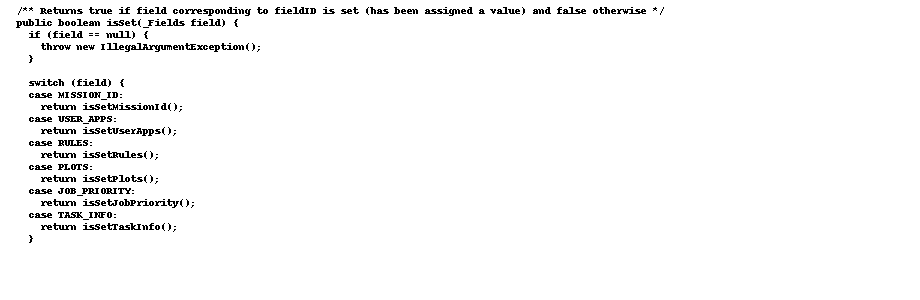 /** Returns true if field corresponding to fieldID is set (has been assigned a value) and false otherwise */
public boolean isSet(_Fields field) {
if (field == null) {
throw new IllegalArgumentException();
}
switch (field) {
case MISSION_ID:
return isSetMissionId();
case USER_APPS:
return isSetUserApps();
case RULES:
return isSetRules();
case PLOTS:
return isSetPlots();
case JOB_PRIORITY:
return isSetJobPriority();
case TASK_INFO:
return isSetTaskInfo();
}